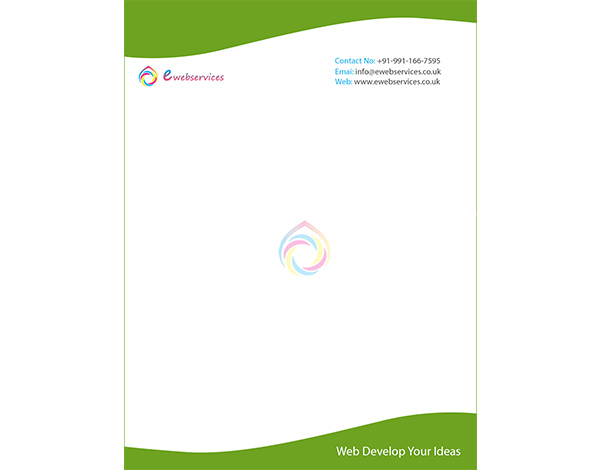 ewebservices
Contact No: +91-991-166-7595
Emai: info@ewebservices.co.uk
Web: www.ewebservices.co.uk
Web Develop Your Ideas